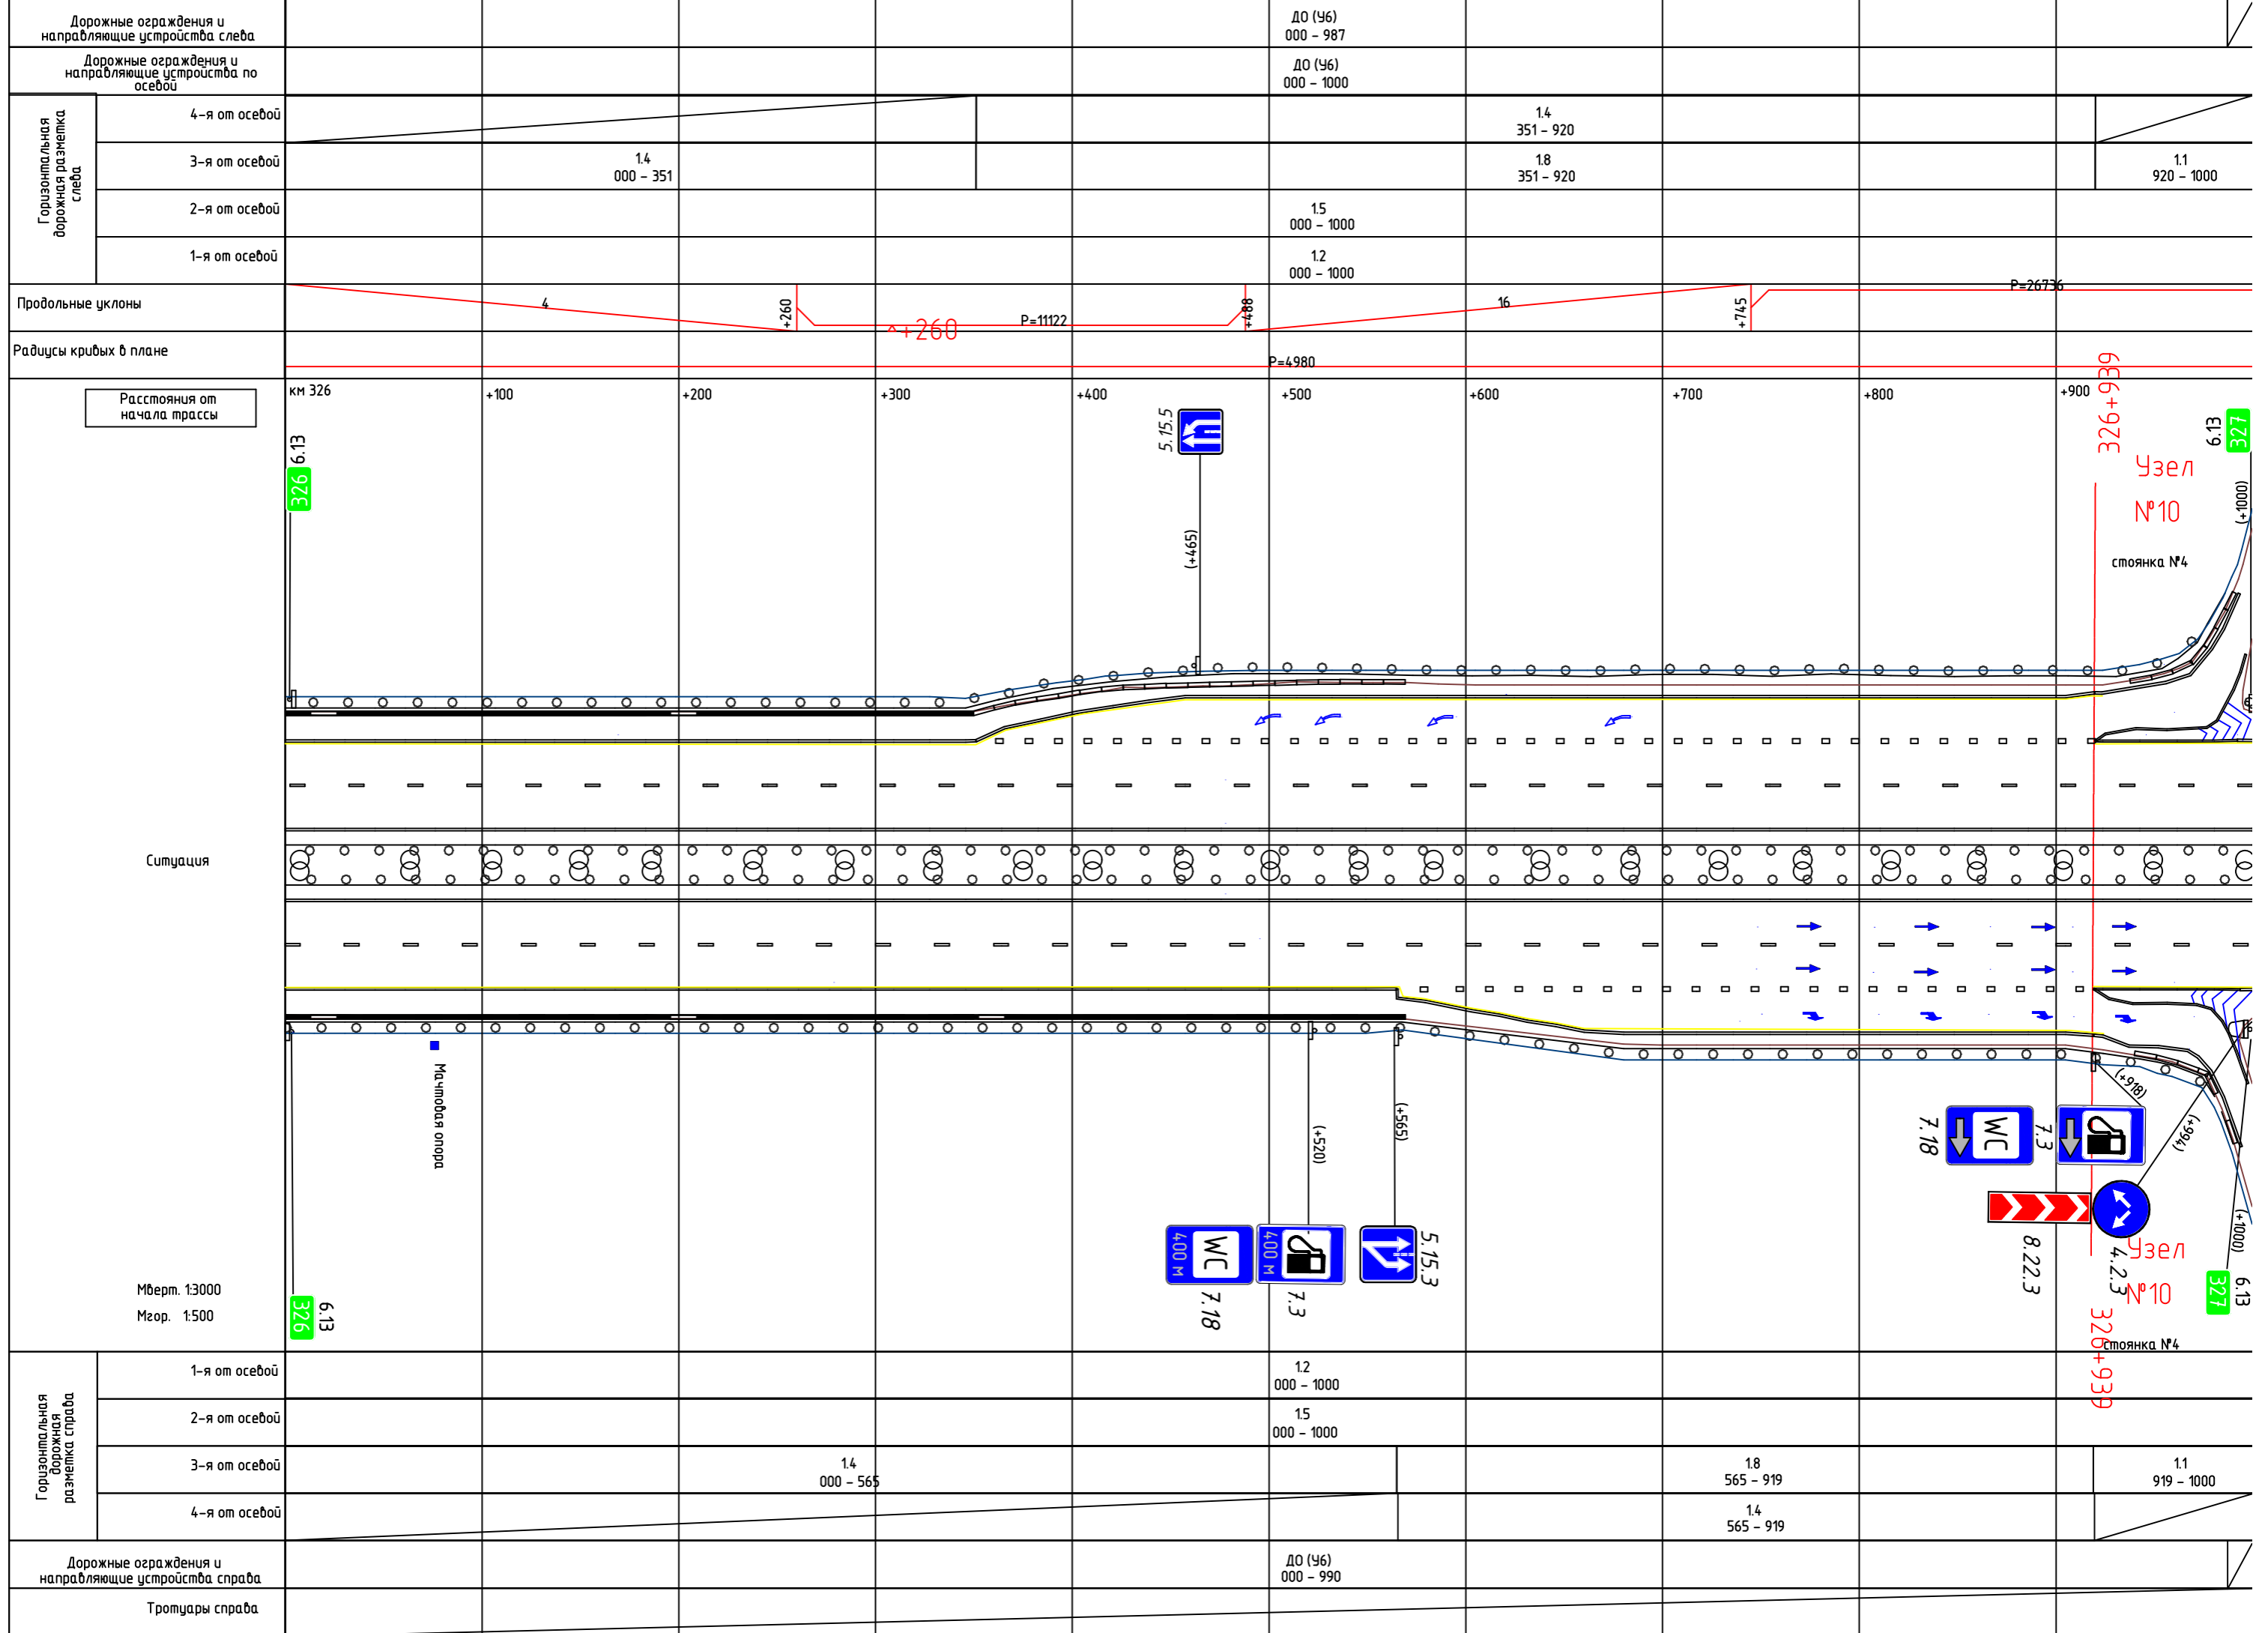 Дорожные ограждения и
направляющие устройства слева
ДО (У6)
000 – 987
Дорожные ограждения и
направляющие устройства по
осевой
ДО (У6)
000 – 1000
Горизонтальная
дорожная разметка
слева
4-я от осевой
1.4
351 – 920
3-я от осевой
1.4
000 – 351
1.8
351 – 920
1.1
920 – 1000
2-я от осевой
1.5
000 – 1000
1-я от осевой
1.2
000 – 1000
Продольные уклоны
4
+260
^+260
Р=11122
+488
16
+745
Р=26736
Радиусы кривых в плане
Р=4980
Расстояния от
начала трассы
км 326
+100
+200
+300
+400
+500
+600
+700
+800
+900
326+939
6.13
326
5.15.5
(+465)
6.13
327
(+1000)
Узел
№10
стоянка №4
Ситуация
Мачтовая опора
(+520)
(+565)
(+918)
(+994)
(+1000)
7.18
WC
7.3
8.22.3
4.2.3
Узел
№10
326+939
стоянка №4
6.13
327
400 м
WC
7.18
400 м
7.3
5.15.3
326
6.13
Мверт. 1:3000
Мгор. 1:500
Горизонтальная
дорожная
разметка справа
1-я от осевой
1.2
000 – 1000
2-я от осевой
1.5
000 – 1000
3-я от осевой
1.4
000 – 565
1.8
565 – 919
1.1
919 – 1000
4-я от осевой
1.4
565 – 919
Дорожные ограждения и
направляющие устройства справа
ДО (У6)
000 – 990
Тротуары справа